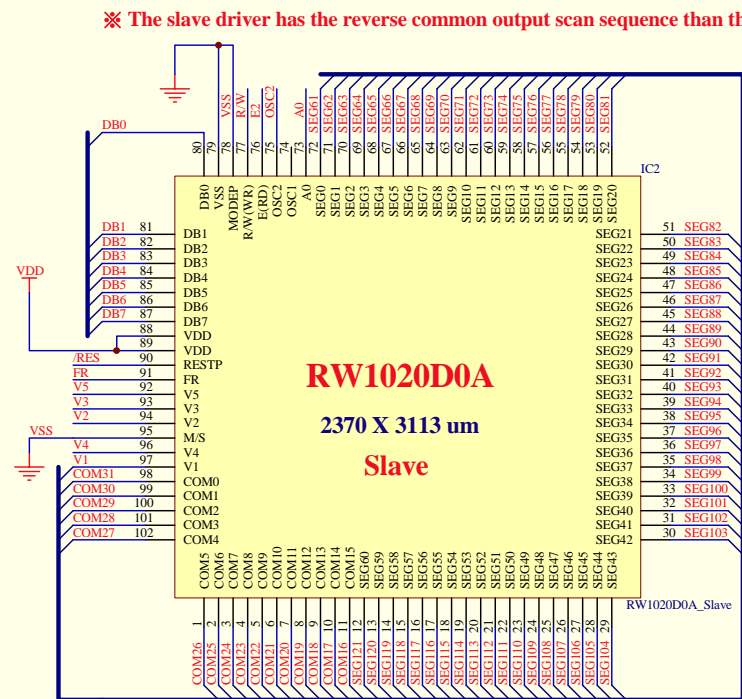 ※ The slave driver has the reverse common output scan sequence than th
VSS
R/W
E2
OSC2
A0
SEG61
SEG62
SEG63
SEG64
SEG65
SEG66
SEG67
SEG68
SEG69
SEG70
SEG71
SEG72
SEG73
SEG74
SEG75
SEG76
SEG77
SEG78
SEG79
SEG80
SEG81
DB0
80
79
78
77
76
75
74
73
72
71
70
69
68
67
66
65
64
63
62
61
60
59
58
57
56
55
54
53
52
IC2
DB0
VSS
MODEP
R/W(WR)
E(RD)
OSC2
OSC1
A0
SEG0
SEG1
SEG2
SEG3
SEG4
SEG5
SEG6
SEG7
SEG8
SEG9
SEG10
SEG11
SEG12
SEG13
SEG14
SEG15
SEG16
SEG17
SEG18
SEG19
SEG20
DB1 81 DB1
DB2 82 DB2
DB3 83 DB3
DB4 84 DB4
DB5 85 DB5
DB6 86 DB6
DB7 87 DB7
VDD
88 VDD
89 VDD
/RES 90 RESTP
FR 91 FR
V5 92 V5
V3 93 V3
V2 94 V2
VSS
95 M/S
V4 96 V4
V1 97 V1
COM31 98 COM0
COM30 99 COM1
COM29 100 COM2
COM28 101 COM3
COM27 102 COM4
RW1020D0A
2370 X 3113 um
Slave
SEG21 51 SEG82
SEG22 50 SEG83
SEG23 49 SEG84
SEG24 48 SEG85
SEG25 47 SEG86
SEG26 46 SEG87
SEG27 45 SEG88
SEG28 44 SEG89
SEG29 43 SEG90
SEG30 42 SEG91
SEG31 41 SEG92
SEG32 40 SEG93
SEG33 39 SEG94
SEG34 38 SEG95
SEG35 37 SEG96
SEG36 36 SEG97
SEG37 35 SEG98
SEG38 34 SEG99
SEG39 33 SEG100
SEG40 32 SEG101
SEG41 31 SEG102
SEG42 30 SEG103
COM5
COM6
COM7
COM8
COM9
COM10
COM11
COM12
COM13
COM14
COM15
SEG60
SEG59
SEG58
SEG57
SEG56
SEG55
SEG54
SEG53
SEG52
SEG51
SEG50
SEG49
SEG48
SEG47
SEG46
SEG45
SEG44
SEG43
RW1020D0A_Slave
1
2
3
4
5
6
7
8
9
10
11
12
13
14
15
16
17
18
19
20
21
22
23
24
25
26
27
28
29
COM26
COM25
COM24
COM23
COM22
COM21
COM20
COM19
COM18
COM17
COM16
SEG121
SEG120
SEG119
SEG118
SEG117
SEG116
SEG115
SEG114
SEG113
SEG112
SEG111
SEG110
SEG109
SEG108
SEG107
SEG106
SEG105
SEG104